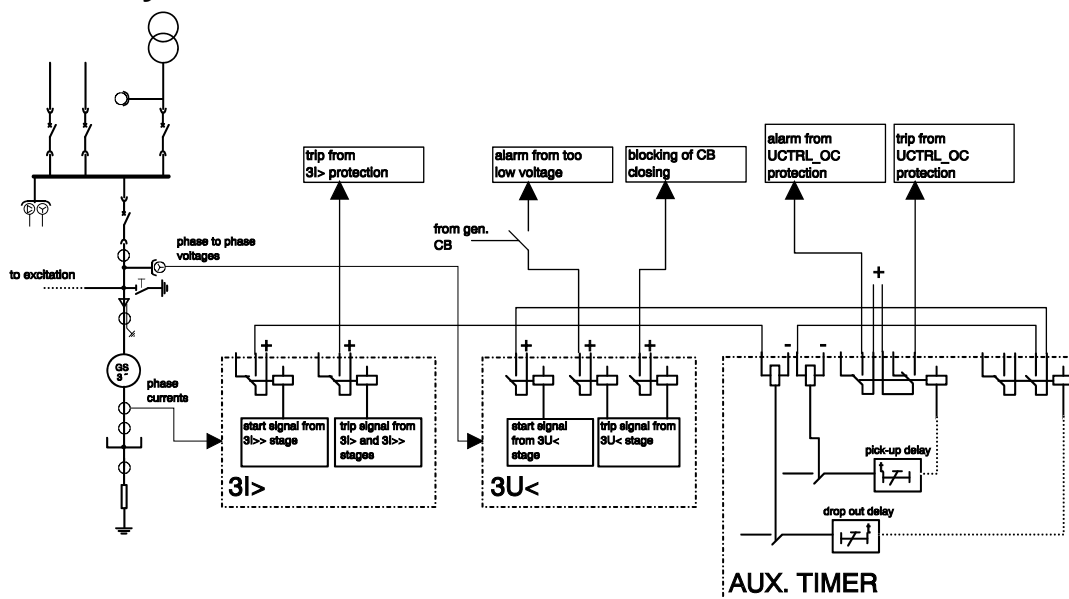 trip from
3I> protection
alarm from too
low voltage
blocking of CB
closing
alarm from
UCTRL_OC
protection
trip from
UCTRL_OC
protection
from gen.
CB
phase to phase
voltages
to excitation
T
+
GS
3 ~
phase
currents
+
+
+
+
+
-
-
start signal from
3I>> stage
trip signal from
3I> and 3I>>
stages
3I>
start signal
from 3U<
stage
trip signal from
3U< stage
3U<
pick-up delay
drop out delay
AUX. TIMER